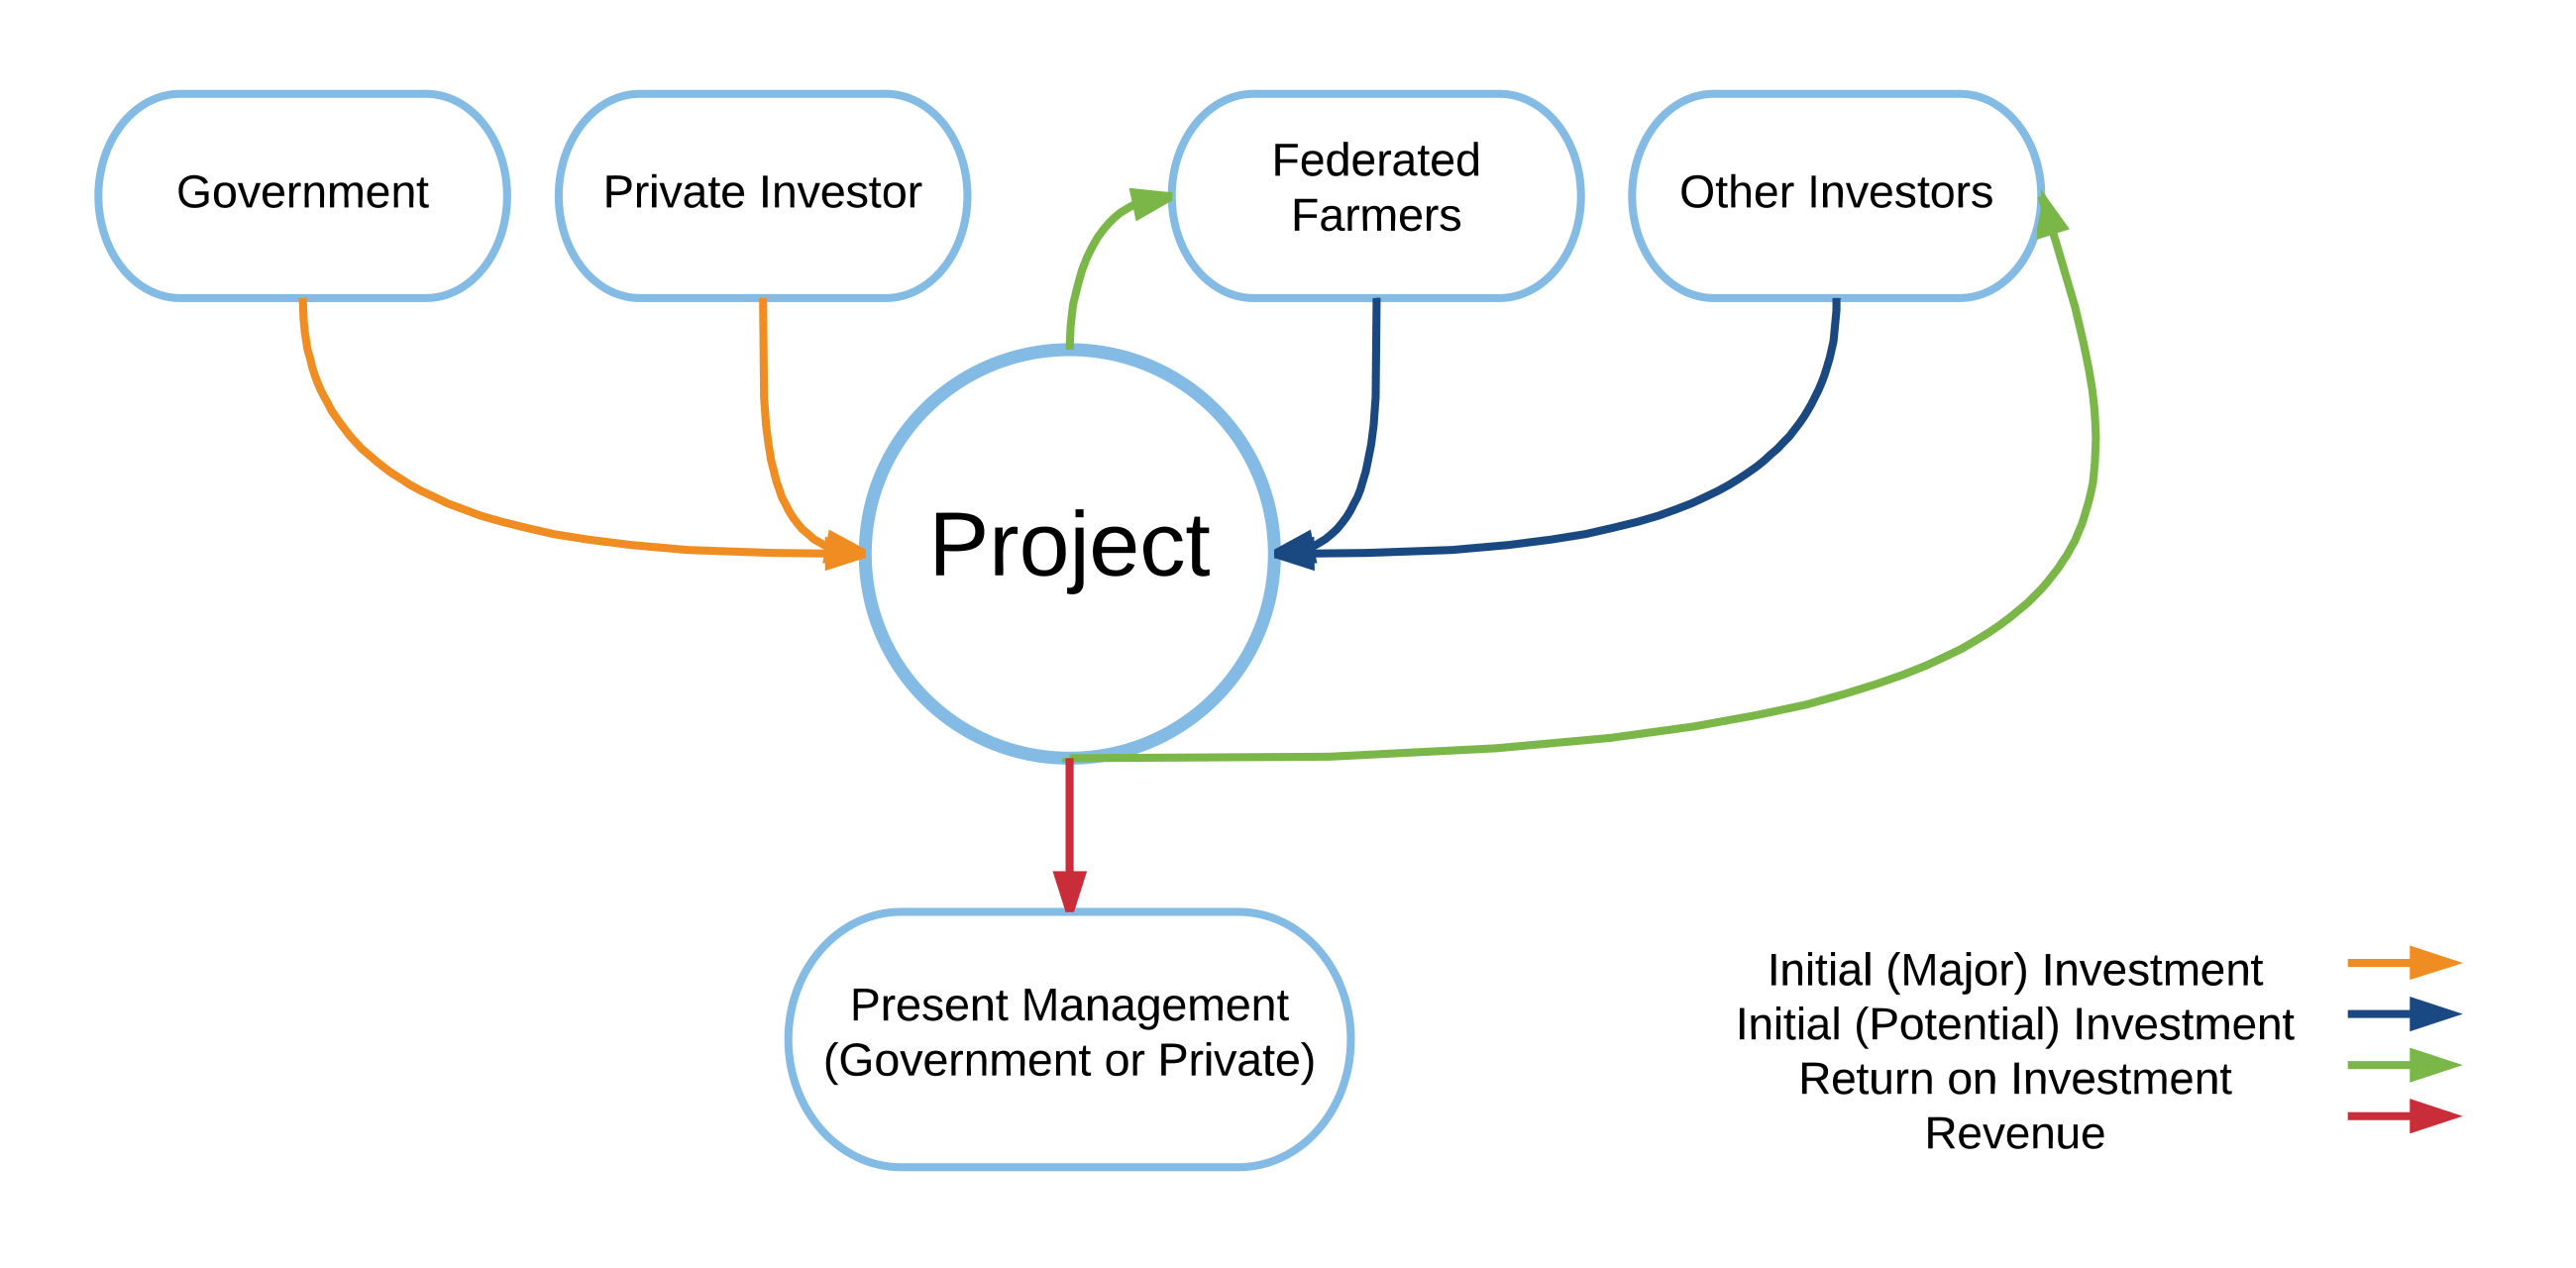 Government
Private Investor
Federated
Farmers
Other Investors
Project
Present Management
(Government or Private)
Initial (Major) Investment
Initial (Potential) Investment
Return on Investment
Revenue